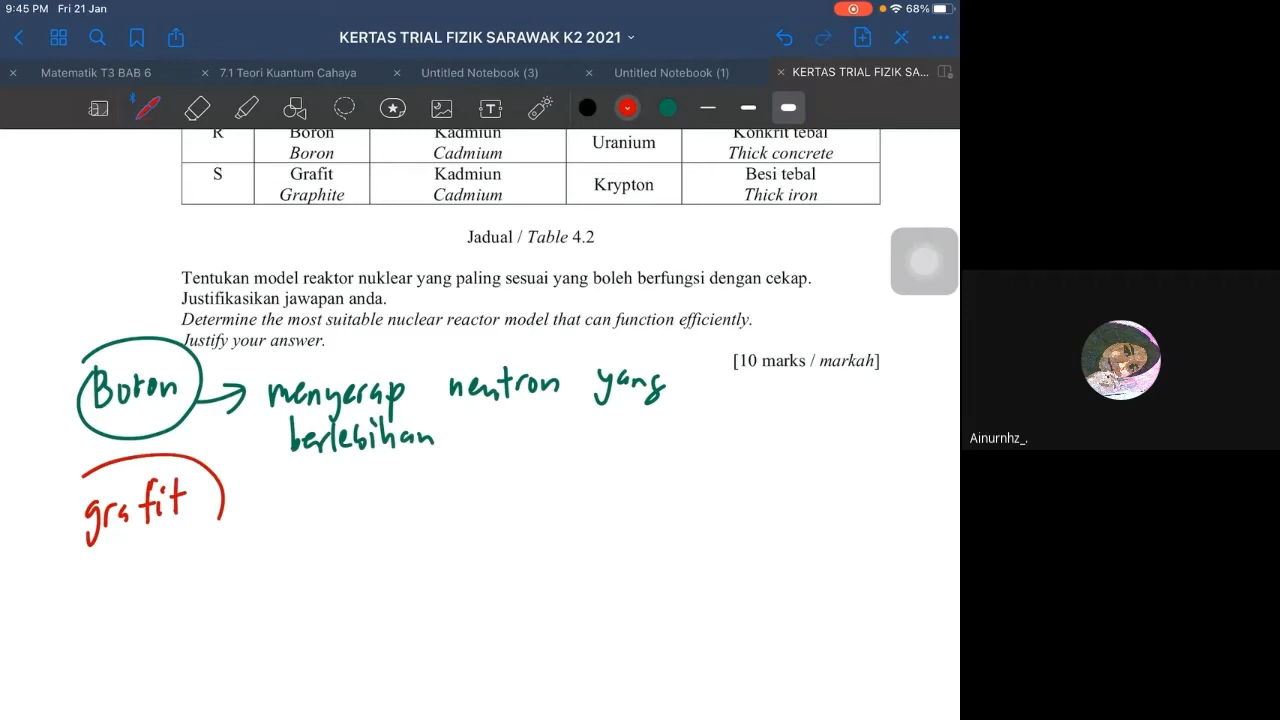 9:45 PM Fri 21 Jan 68%
KERTAS TRIAL FIZIK SARAWAK K2 2021
Matematik T3 BAB 6 7.1 Teori Kuantum Cahaya Untitled Notebook (3) Untitled Notebook (1) KERTAS TRIAL FIZIK SA...
R Boron Kadmiun Uranium Konkrit tebal
Boron Cadmium Thick concrete
S Grafit Kadmiun Krypton Besi tebal
Graphite Cadmium Thick iron
Jadual / Table 4.2
Tentukan model reaktor nuklear yang paling sesuai yang boleh berfungsi dengan cekap.
Justifikasikan jawapan anda.
Determine the most suitable nuclear reactor model that can function efficiently.
Justify your answer.
[10 marks / markah]
Boron → menyerap neutron yang
berlebihan
grafit
Ainurnhz_.